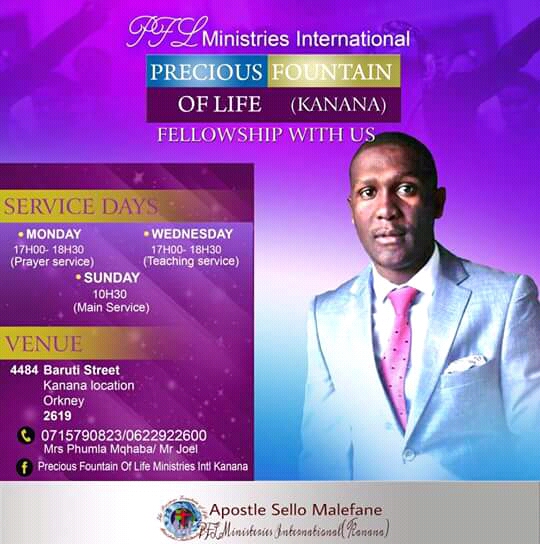 PFL Ministries International
PRECIOUS FOUNTAIN
OF LIFE (KANANA)
FELLOWSHIP WITH US
SERVICE DAYS
• MONDAY
17H00- 18H30
(Prayer service)
• WEDNESDAY
17H00- 18H30
(Teaching service)
• SUNDAY
10H30
(Main Service)
VENUE
4484 Baruti Street
Kanana location
Orkney
2619
0715790823/0622922600
Mrs Phumla Mqhaba/ Mr Joël
f Precious Fountain Of Life Ministries Intl Kanana
Apostle Sello Malefane
PFL Ministeries International(Kanana)